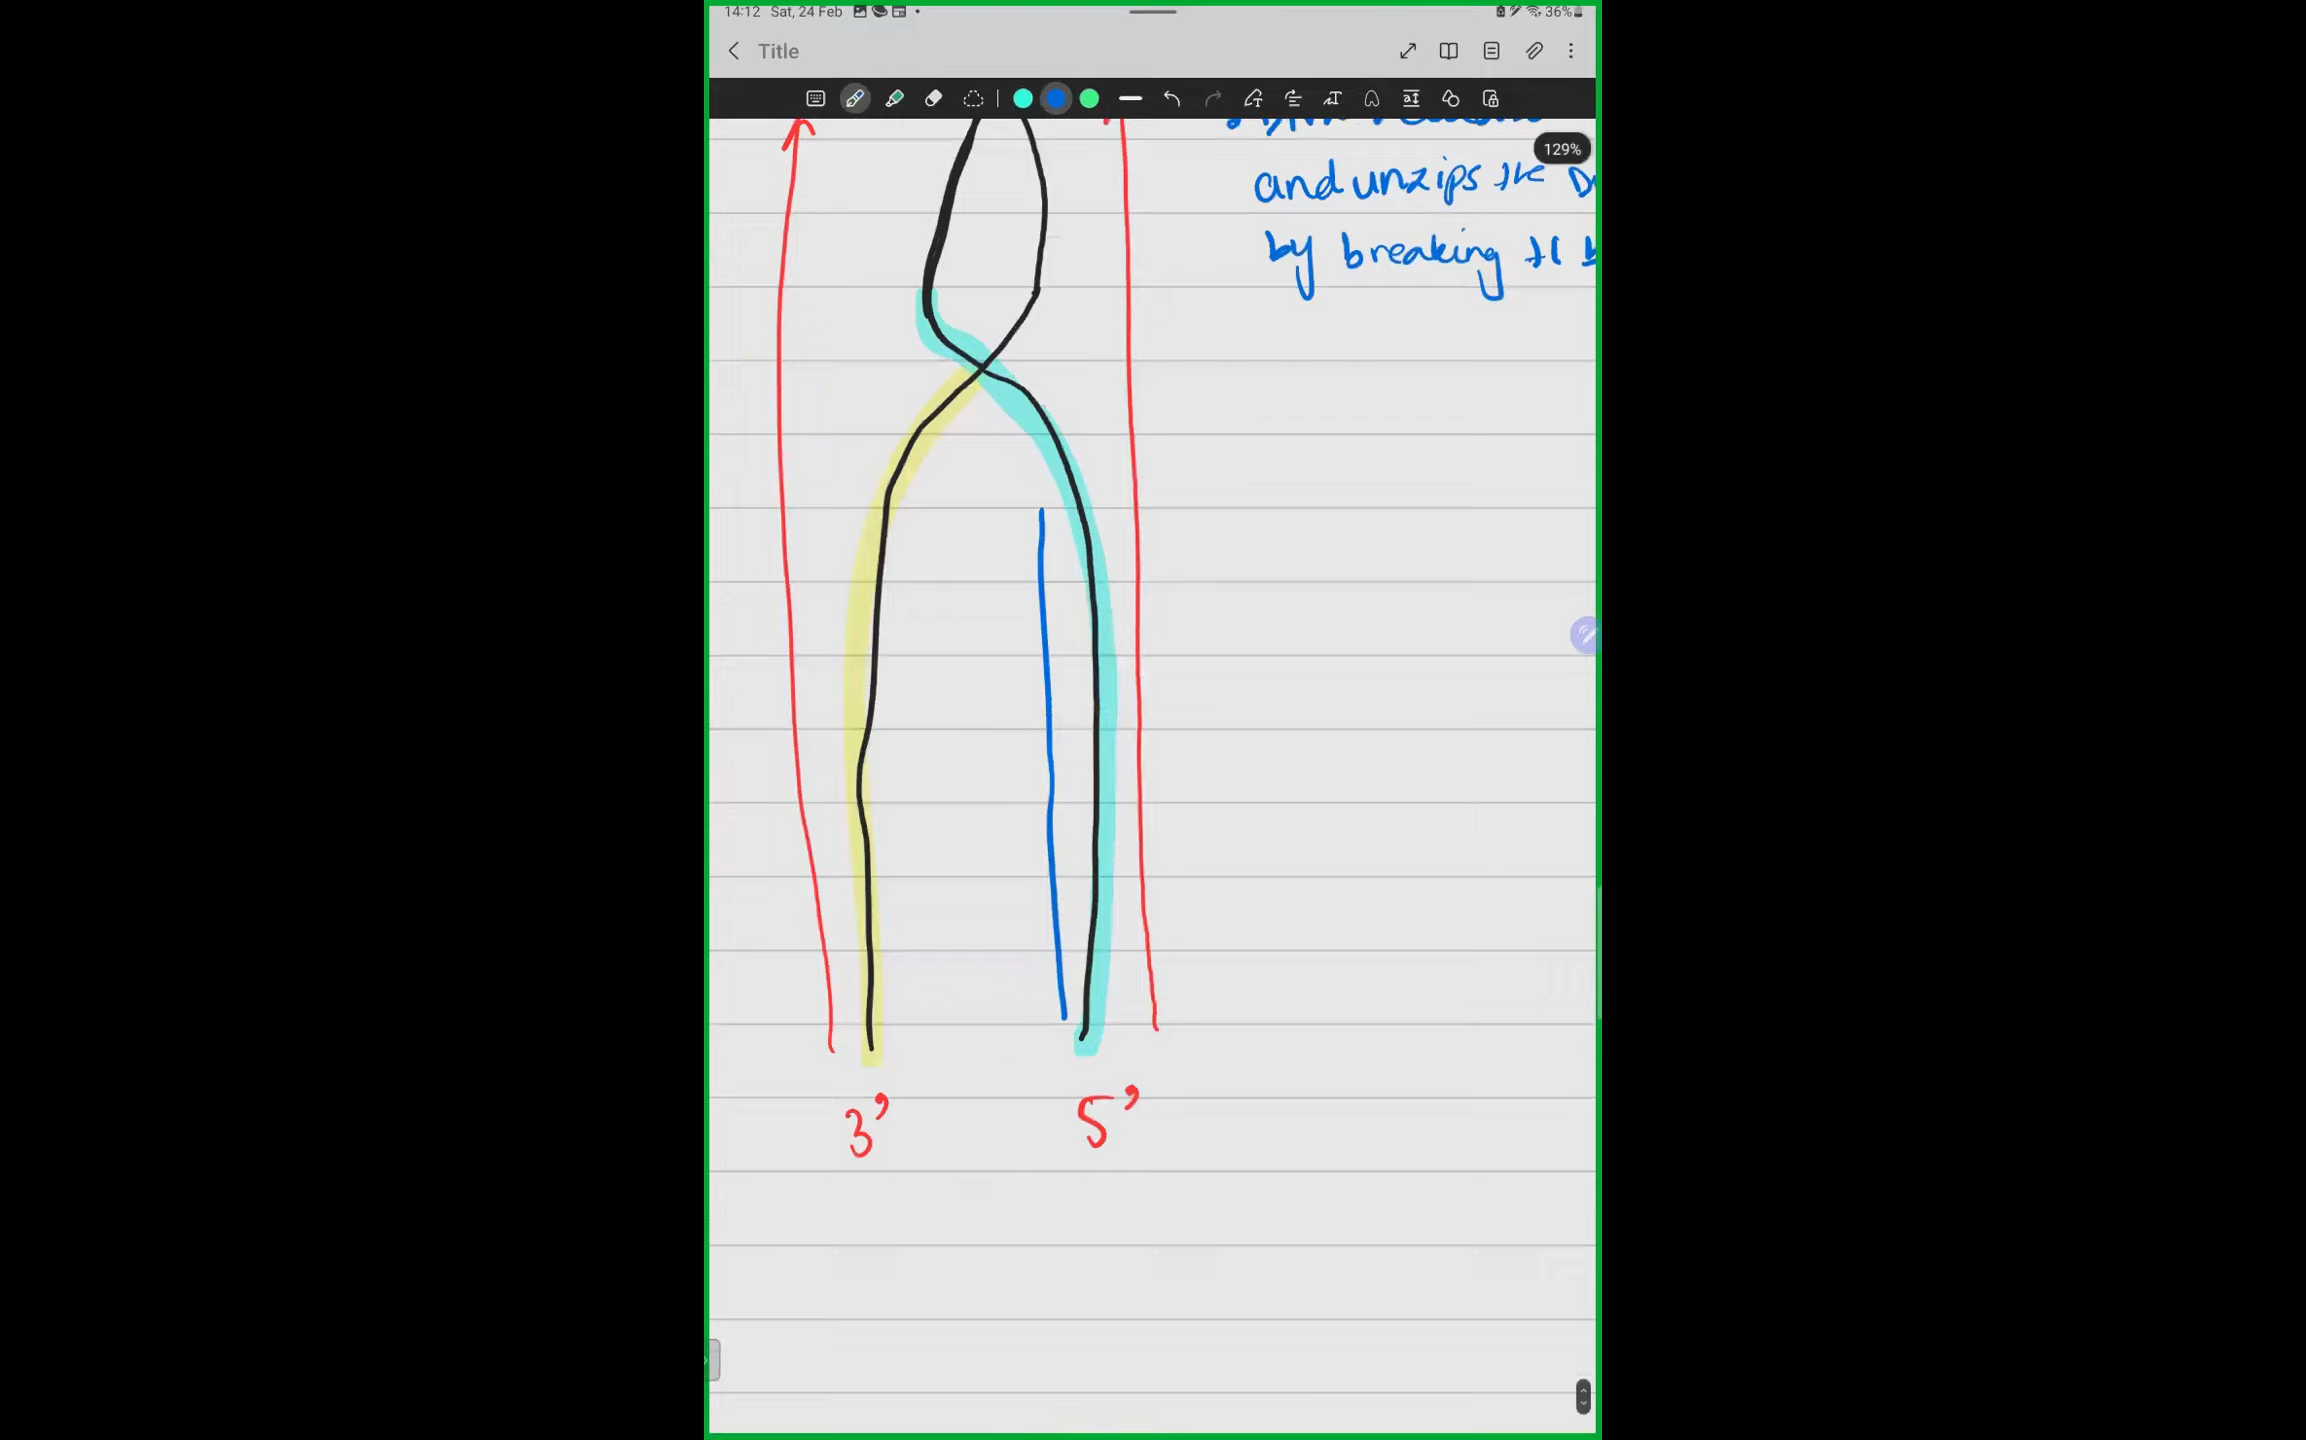 14:12 Sat, 24 Feb
36%
Title
129%
and unzips the
by breaking
3’ 5’